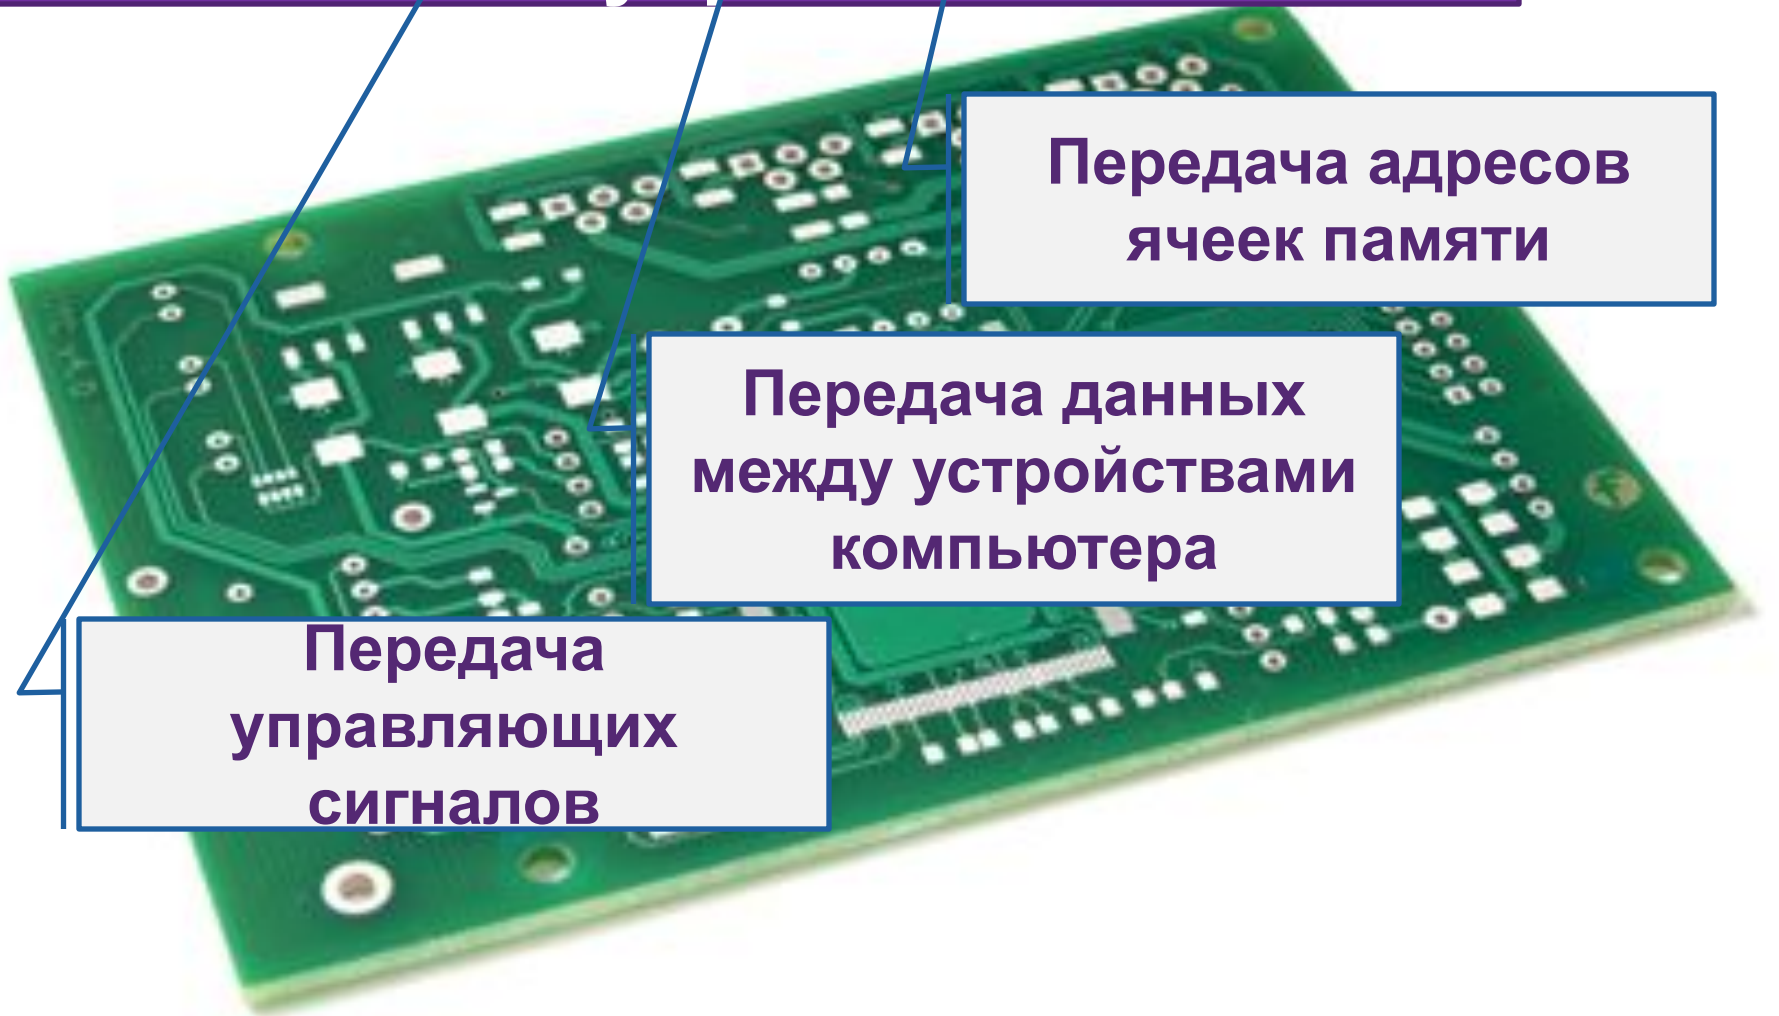 Передача адресов
ячеек памяти
Передача данных
между устройствами
компьютера
Передача
управляющих
сигналов